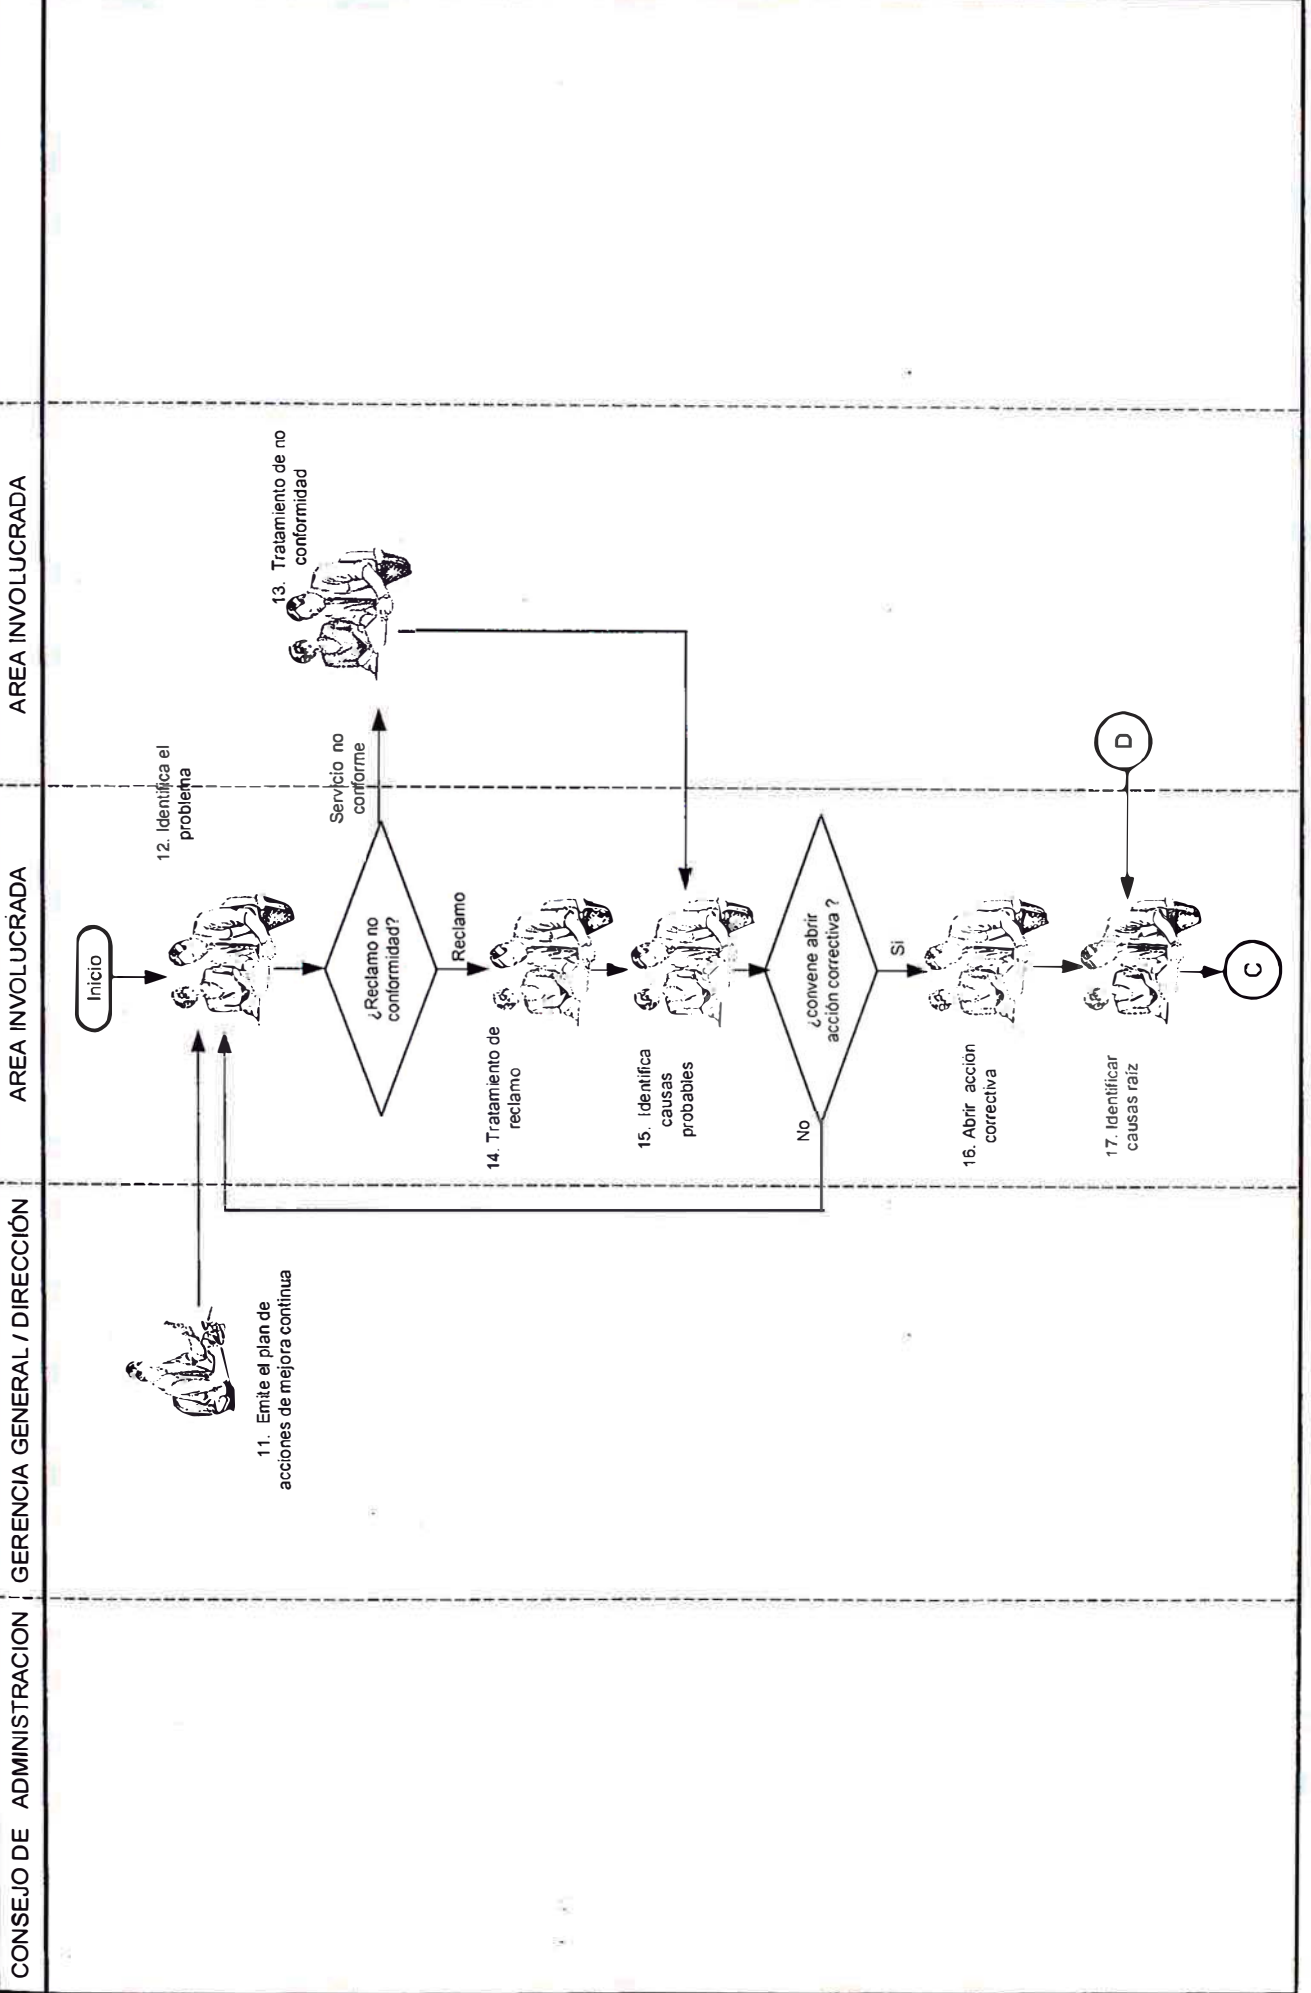 CONSEJO DE ADMINISTRACION
GERENCIA GENERAL / DIRECCIÓN
AREA INVOLUCRADA
AREA INVOLUCRADA
Inicio
11. Emite el plan de
acciones de mejora continua
12. Identifica el
problema
¿Reclamo no
conformidad?
Servicio no
conforme
13. Tratamiento de no
conformidad
Reclamo
14. Tratamiento de
reclamo
15. Identifica
causas
probables
¿convene abrir
acción correctiva ?
No
Si
16. Abrir acción
correctiva
17. Identificar
causas raíz
D
C